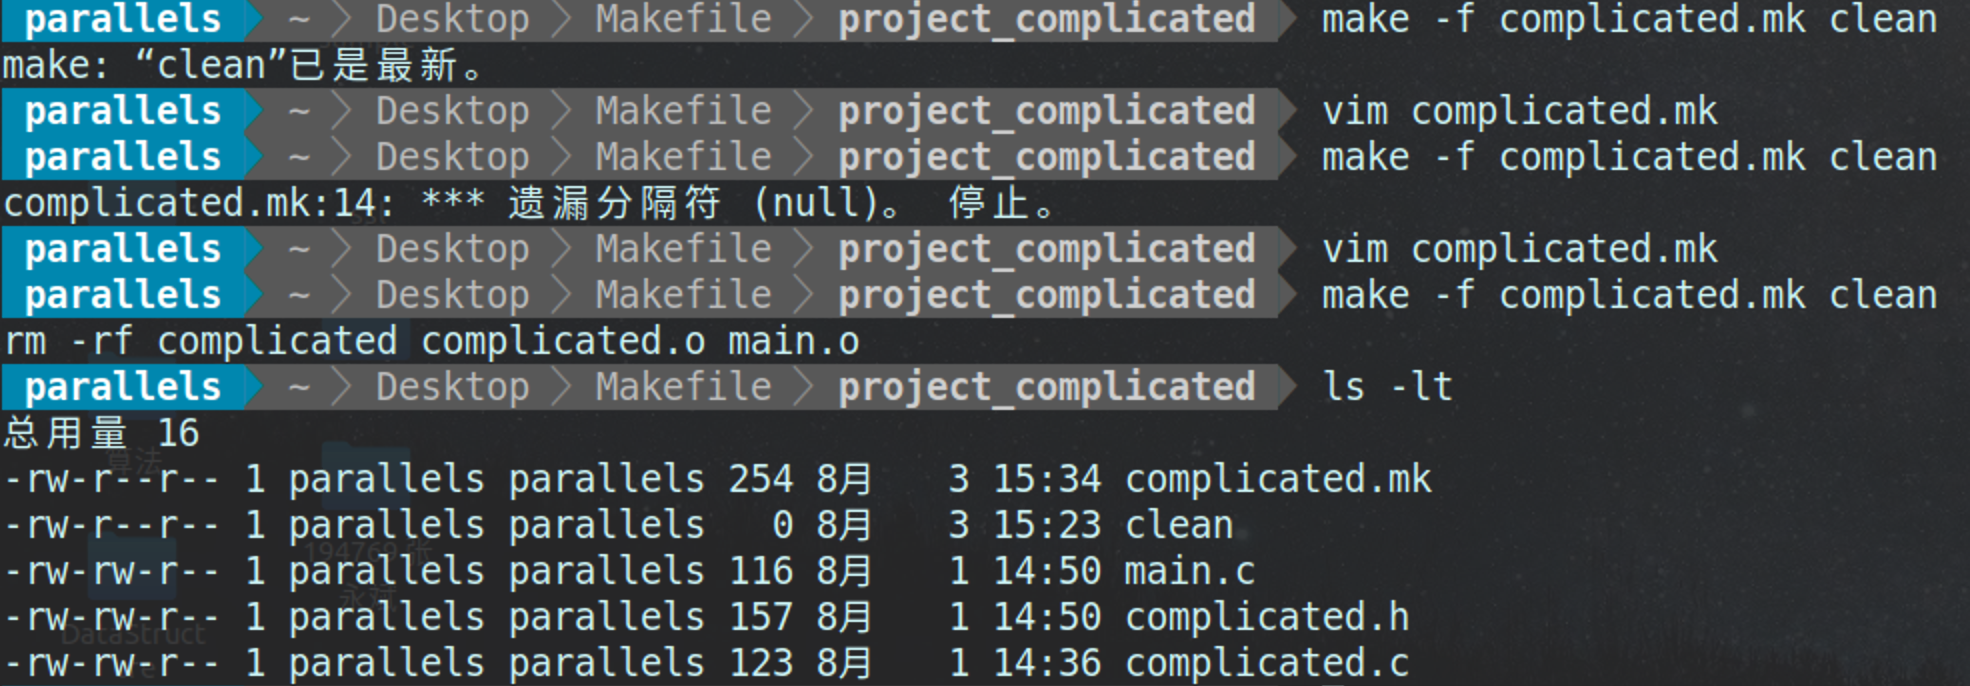 parallels ~ Desktop Makefile project_complicated make -f complicated.mk clean
make: “clean”已是最新。
parallels ~ Desktop Makefile project_complicated vim complicated.mk
parallels ~ Desktop Makefile project_complicated make -f complicated.mk clean
complicated.mk:14: *** 遗漏分隔符 (null)。 停止。
parallels ~ Desktop Makefile project_complicated vim complicated.mk
parallels ~ Desktop Makefile project_complicated make -f complicated.mk clean
rm -rf complicated complicated.o main.o
parallels ~ Desktop Makefile project_complicated ls -lt
总用量 16
算法
-rw-r--r-- 1 parallels parallels 254 8月 3 15:34 complicated.mk
-rw-r--r-- 1 parallels parallels 0 8月 3 15:23 clean
-rw-rw-r-- 1 parallels parallels 116 8月 1 14:50 main.c
-rw-rw-r-- 1 parallels parallels 157 8月 1 14:50 complicated.h
DataStruct
-rw-rw-r-- 1 parallels parallels 123 8月 1 14:36 complicated.c